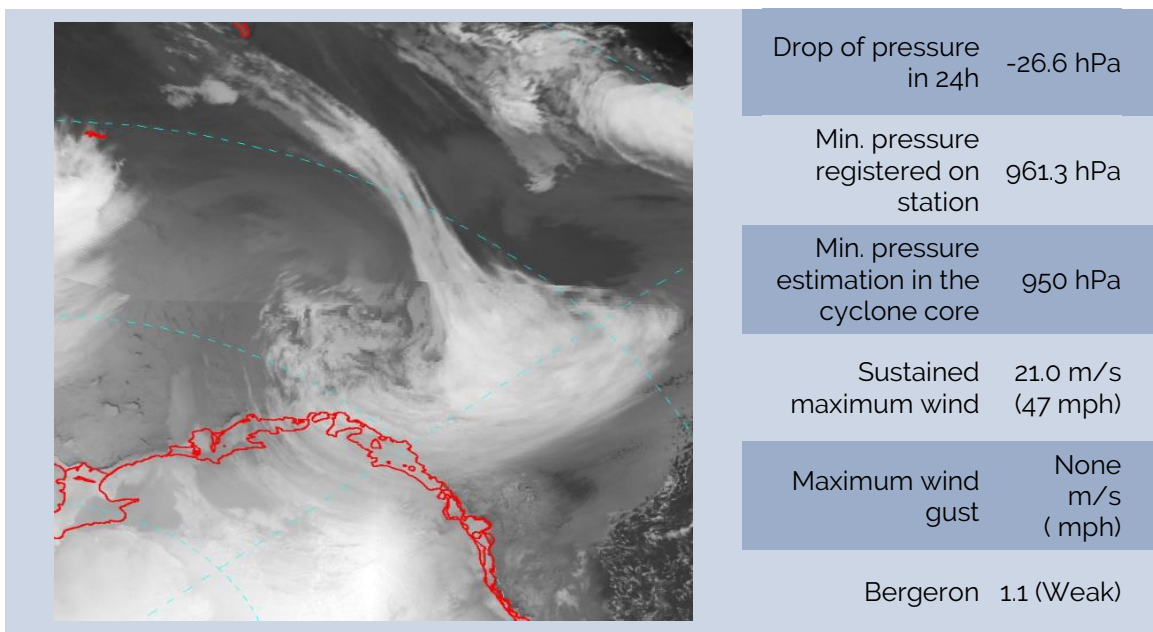 Drop of pressure
in 24h
-26.6 hPa
Min. pressure
registered on
station
961.3 hPa
Min. pressure
estimation in the
cyclone core
950 hPa
Sustained
maximum wind
21.0 m/s
(47 mph)
Maximum wind
gust
None
m/s
( mph)
Bergeron
1.1 (Weak)